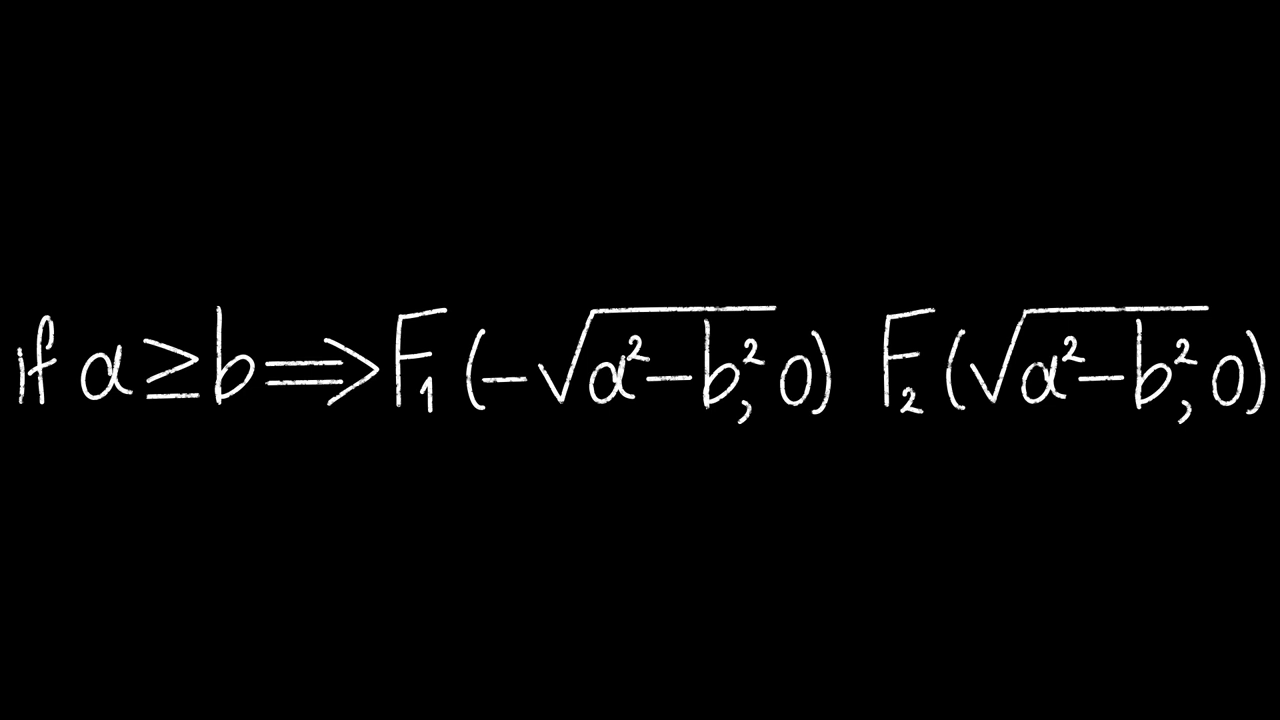 if a ≥ b ⟹ F₁ (−√(a²−b²), 0) F₂ (√(a²−b²), 0)